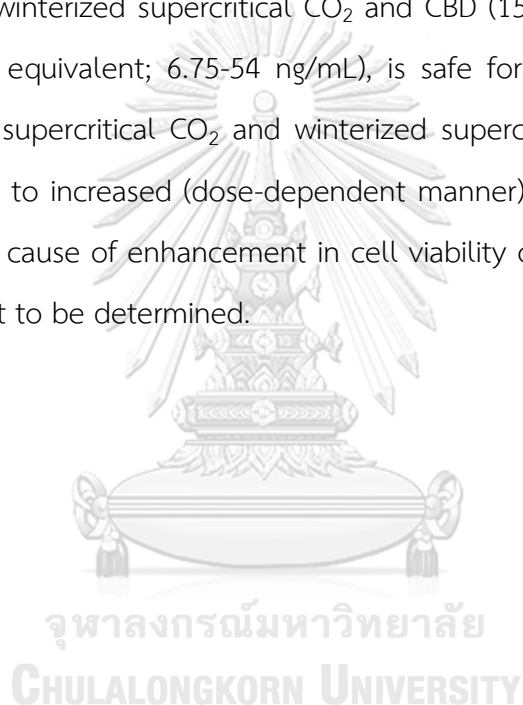 winterized supercritical CO₂ and CBD (15
equivalent; 6.75-54 ng/mL), is safe for
supercritical CO₂ and winterized superc
to increased (dose-dependent manner)
cause of enhancement in cell viability
t to be determined.
จุฬาลงกรณ์มหาวิทยาลัย
CHULALONGKORN UNIVERSITY